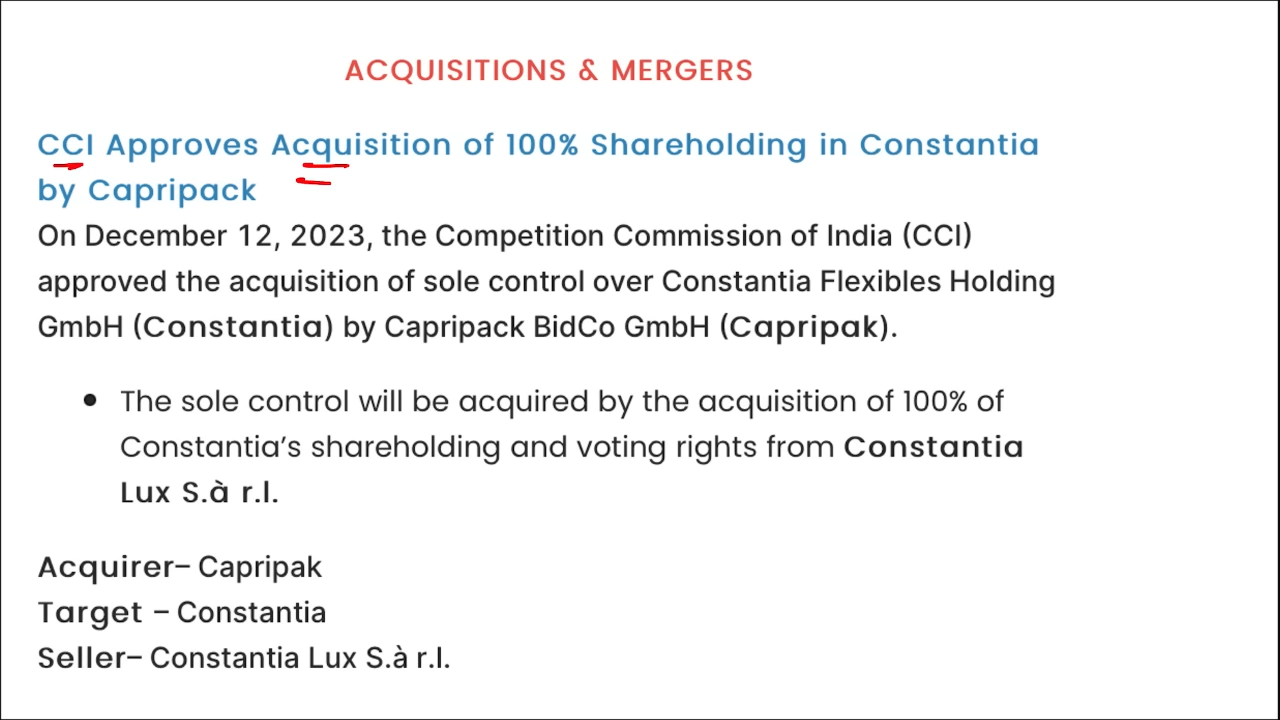 ACQUISITIONS & MERGERS
CCI Approves Acquisition of 100% Shareholding in Constantia
by Capripack
On December 12, 2023, the Competition Commission of India (CCI)
approved the acquisition of sole control over Constantia Flexibles Holding
GmbH (Constantia) by Capripack BidCo GmbH (Capripak).
• The sole control will be acquired by the acquisition of 100% of
Constantia’s shareholding and voting rights from Constantia
Lux S.à r.l.
Acquirer– Capripak
Target – Constantia
Seller– Constantia Lux S.à r.l.